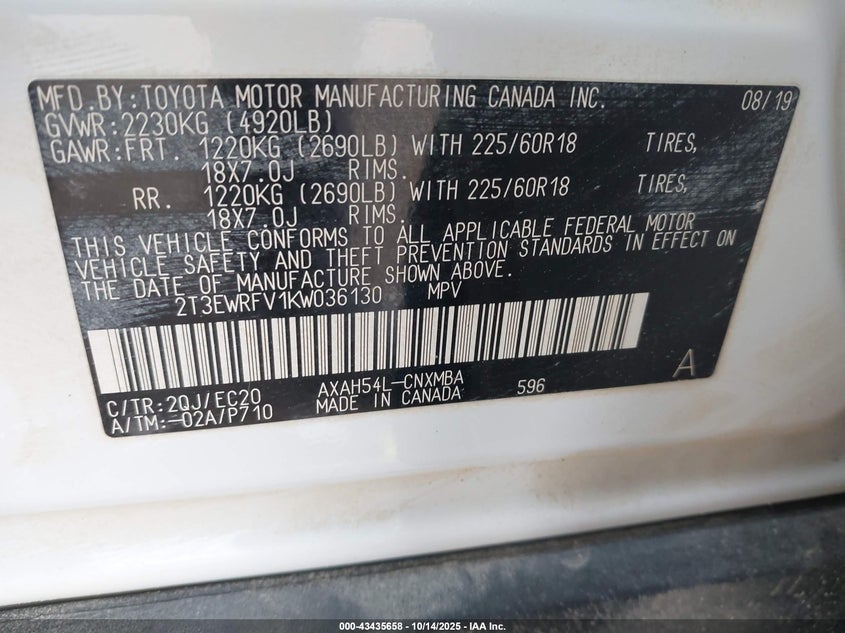 MFD.BY:TOYOTA MOTOR MANUFACTURING CANADA INC. 08/19
GVWR:2230KG (4920LB)
GAWR:FRT. 1220KG (2690LB) WITH 225/60R18 TIRES,
18X7.0J RIMS.
RR. 1220KG (2690LB) WITH 225/60R18 TIRES,
18X7.0J RIMS.
THIS VEHICLE CONFORMS TO ALL APPLICABLE FEDERAL MOTOR
VEHICLE SAFETY AND THEFT PREVENTION STANDARDS IN EFFECT ON
THE DATE OF MANUFACTURE SHOWN ABOVE.
2T3EWRFV1KW036130 MPV
A
C/TR:2QJ/EC20 AXAH54L-CNXMBA 596
A/TM:-02A/P710 MADE IN CANADA
000-43435658 - 10/14/2025 - IAA Inc.